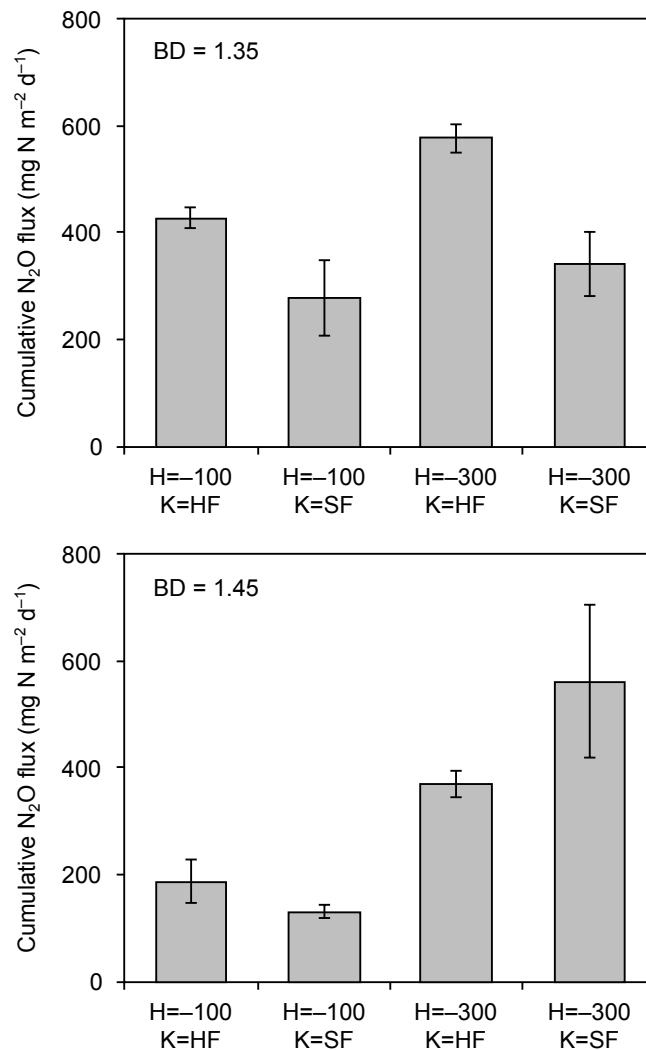 Cumulative N₂O flux (mg N m⁻² d⁻¹)
800
600
400
200
0
BD = 1.35
H=–100
K=HF
H=–100
K=SF
H=–300
K=HF
H=–300
K=SF
Cumulative N₂O flux (mg N m⁻² d⁻¹)
800
600
400
200
0
BD = 1.45
H=–100
K=HF
H=–100
K=SF
H=–300
K=HF
H=–300
K=SF